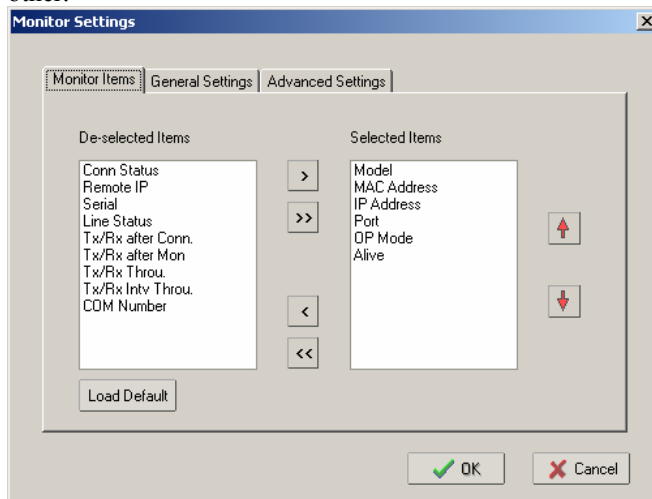 other.
Monitor Settings
Monitor Items General Settings Advanced Settings
De-selected Items
Conn Status
Remote IP
Serial
Line Status
Tx/Rx after Conn.
Tx/Rx after Mon
Tx/Rx Throu.
Tx/Rx Intv Throu.
COM Number
>
>>
<
<<
Selected Items
Model
MAC Address
IP Address
Port
OP Mode
Alive
Load Default
OK Cancel